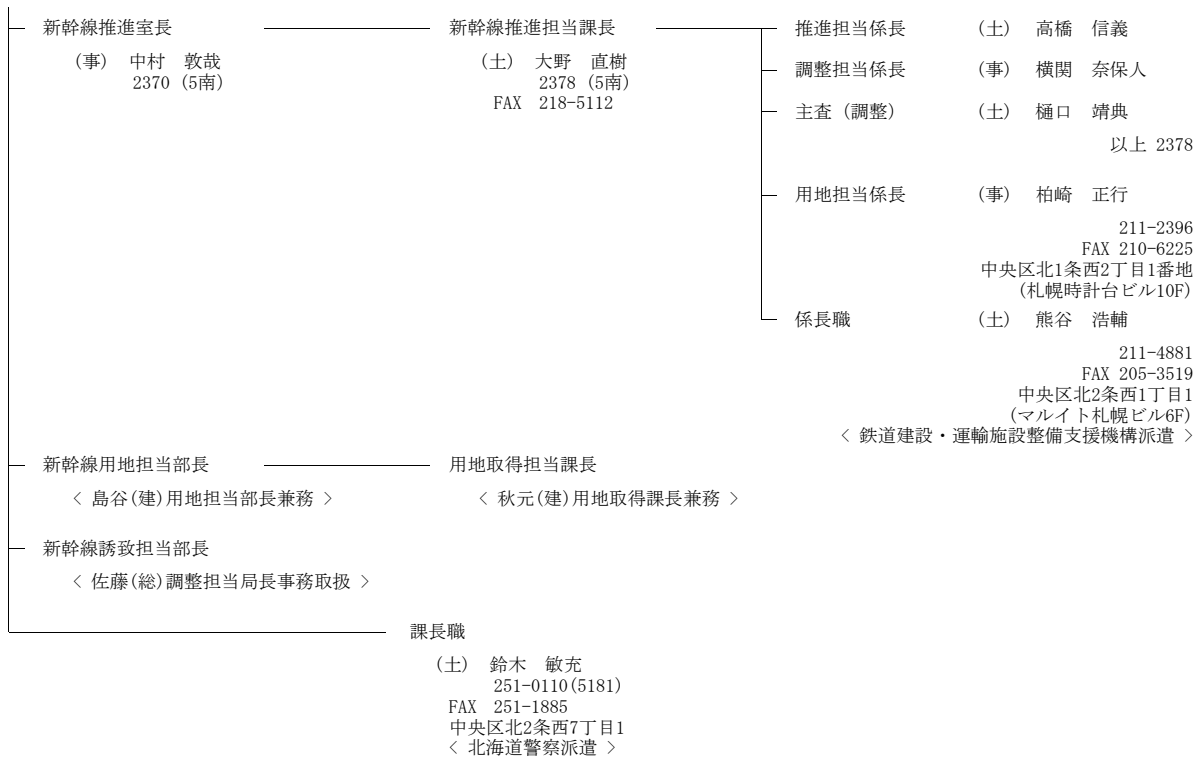 新幹線推進室長 新幹線推進担当課長 推進担当係長 (土) 高橋 信義
(事) 中村 敦哉 (土) 大野 直樹 調整担当係長 (事) 横関 奈保人
2370 (5南) 2378 (5南)
FAX 218-5112 主査(調整) (土) 樋口 靖典
以上 2378
用地担当係長 (事) 柏崎 正行
211-2396
FAX 210-6225
中央区北1条西2丁目1番地
(札幌時計台ビル10F)
係長職 (土) 熊谷 浩輔
211-4881
FAX 205-3519
中央区北2条西1丁目1
(マルイト札幌ビル6F)
< 鉄道建設・運輸施設整備支援機構派遣 >
新幹線用地担当部長 用地取得担当課長
< 島谷(建)用地担当部長兼務 > < 秋元(建)用地取得課長兼務 >
新幹線誘致担当部長
< 佐藤(総)調整担当局長事務取扱 >
課長職
(土) 鈴木 敏充
251-0110(5181)
FAX 251-1885
中央区北2条西7丁目1
< 北海道警察派遣 >